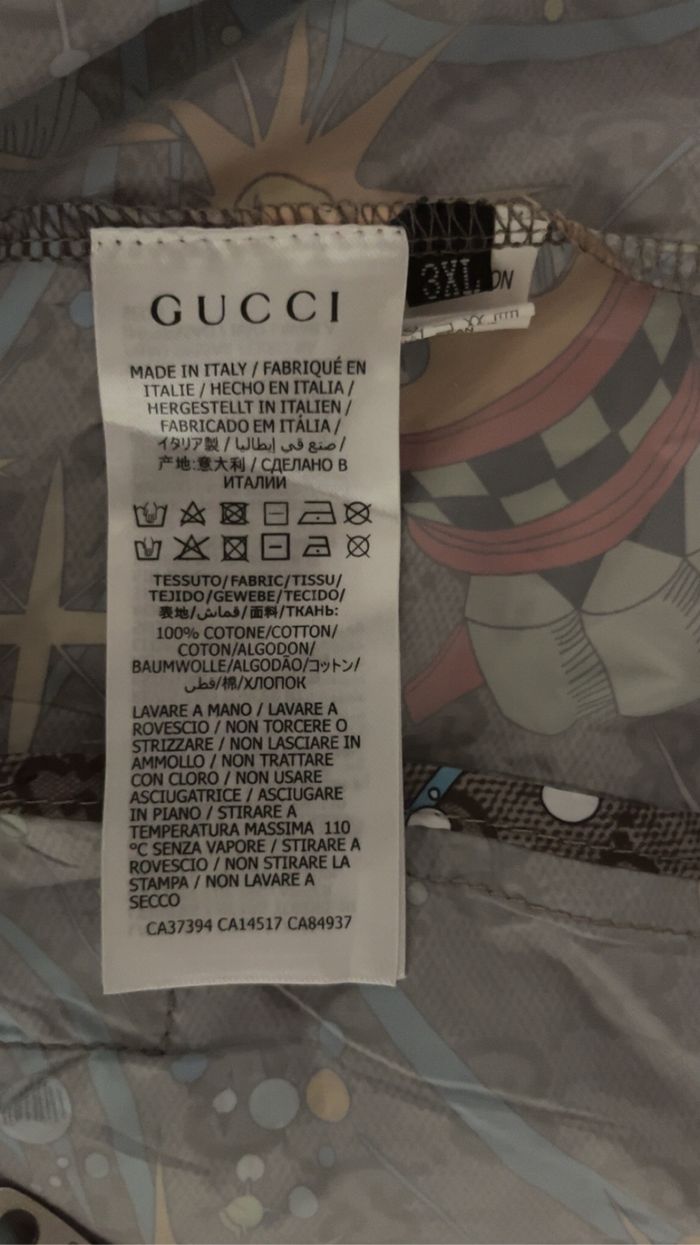 GUCCI
MADE IN ITALY / FABRIQUÉ EN
ITALIE / HECHO EN ITALIA /
HERGESTELLT IN ITALIEN /
FABRICADO EM ITÁLIA /
イタリア製 / صنع في إيطاليا /
产地:意大利 / СДЕЛАНО В
ИТАЛИИ
TESSUTO/FABRIC/TISSU/
TEJIDO/GEWEBE/TECIDO/
表地/قماش/面料/ТКАНЬ:
100% COTONE/COTTON/
COTON/ALGODON/
BAUMWOLLE/ALGODÃO/コットン/
قطن/棉/ХЛОПОК
LAVARE A MANO / LAVARE A
ROVESCIO / NON TORCERE O
STRIZZARE / NON LASCIARE IN
AMMOLLO / NON TRATTARE
CON CLORO / NON USARE
ASCIUGATRICE / ASCIUGARE
IN PIANO / STIRARE A
TEMPERATURA MASSIMA 110
°C SENZA VAPORE / STIRARE A
ROVESCIO / NON STIRARE LA
STAMPA / NON LAVARE A
SECCO
CA37394 CA14517 CA84937
3XL
ON